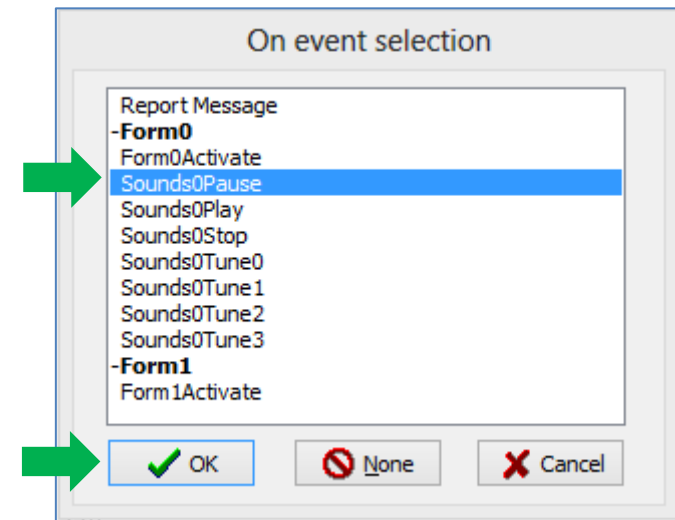 On event selection
Report Message
-Form0
Form0Activate
Sounds0Pause
Sounds0Play
Sounds0Stop
Sounds0Tune0
Sounds0Tune1
Sounds0Tune2
Sounds0Tune3
-Form1
Form1Activate
OK None Cancel